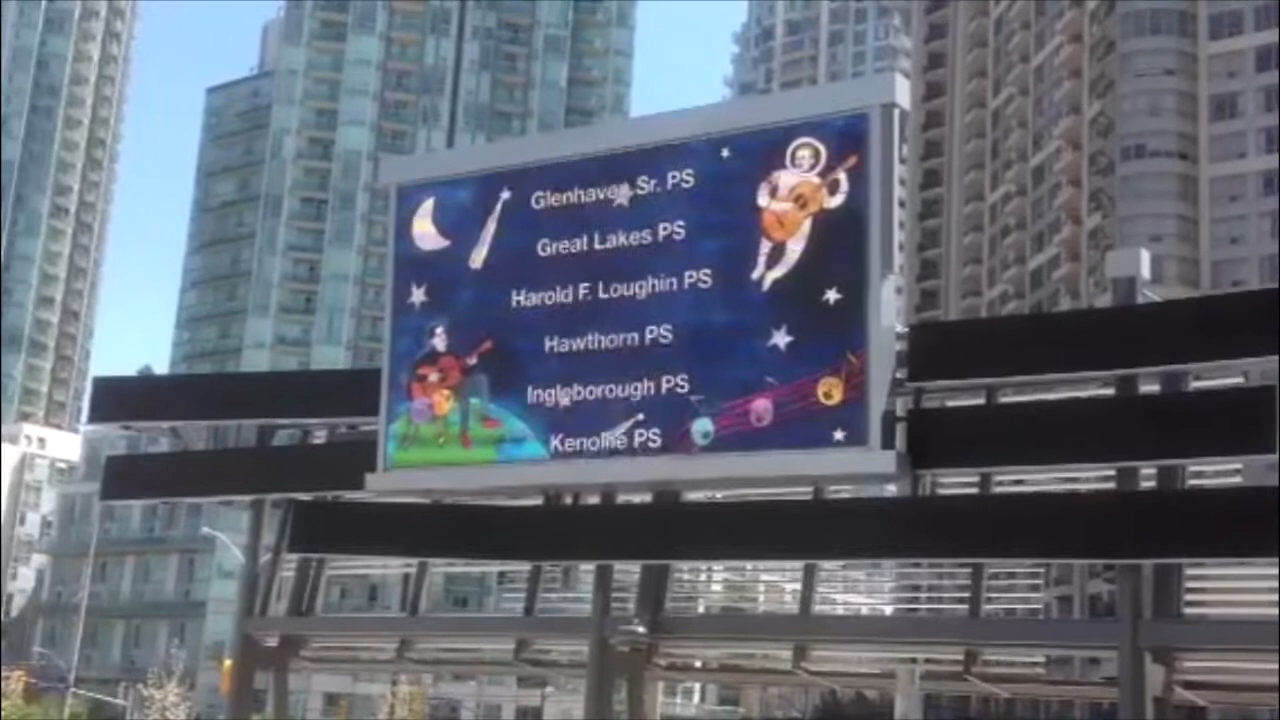 Glenhaven Sr. PS
Great Lakes PS
Harold F. Loughin PS
Hawthorn PS
Ingleborough PS
Kenollie PS